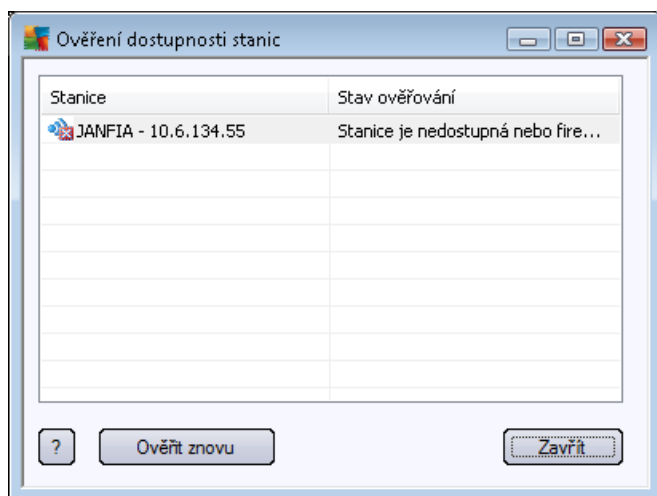 Ověření dostupnosti stanic
Stanice Stav ověřování
JANFIA - 10.6.134.55 Stanice je nedostupná nebo fire...
? Ověřit znovu Zavřít